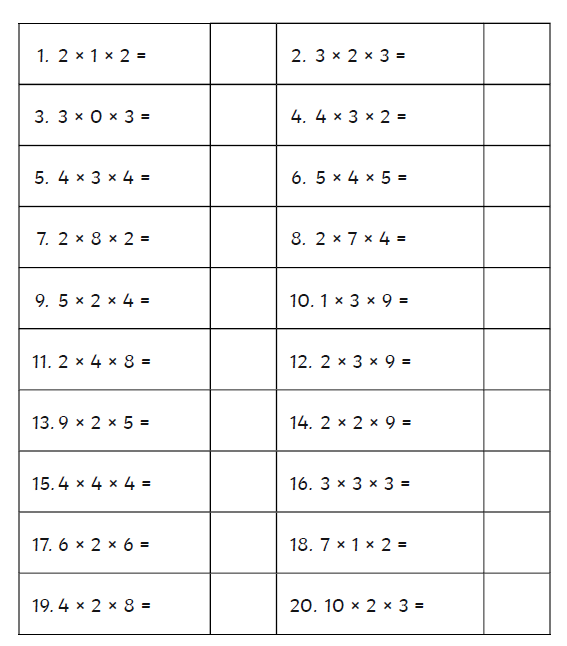 1. 2 × 1 × 2 =
2. 3 × 2 × 3 =
3. 3 × 0 × 3 =
4. 4 × 3 × 2 =
5. 4 × 3 × 4 =
6. 5 × 4 × 5 =
7. 2 × 8 × 2 =
8. 2 × 7 × 4 =
9. 5 × 2 × 4 =
10. 1 × 3 × 9 =
11. 2 × 4 × 8 =
12. 2 × 3 × 9 =
13. 9 × 2 × 5 =
14. 2 × 2 × 9 =
15. 4 × 4 × 4 =
16. 3 × 3 × 3 =
17. 6 × 2 × 6 =
18. 7 × 1 × 2 =
19. 4 × 2 × 8 =
20. 10 × 2 × 3 =